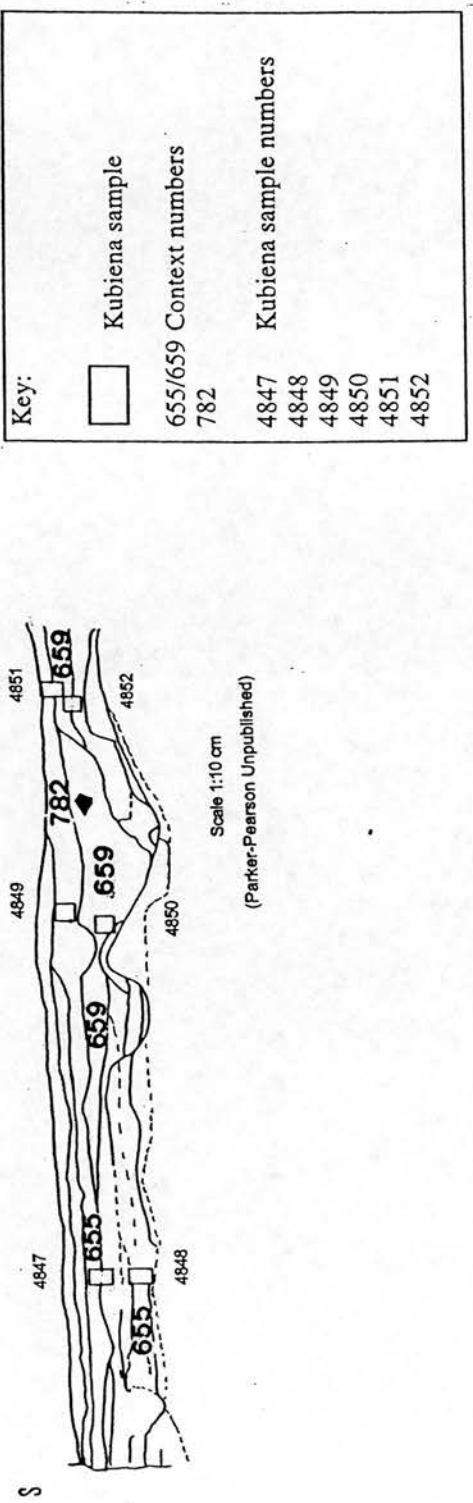 S
4847
4849
4851
655
659
782
659
659
655
4848
4850
4852
Scale 1:10 cm
(Parker-Pearson Unpublished)
Key:
Kubiena sample
655/659 Context numbers
782
4847 Kubiena sample numbers
4848
4849
4850
4851
4852